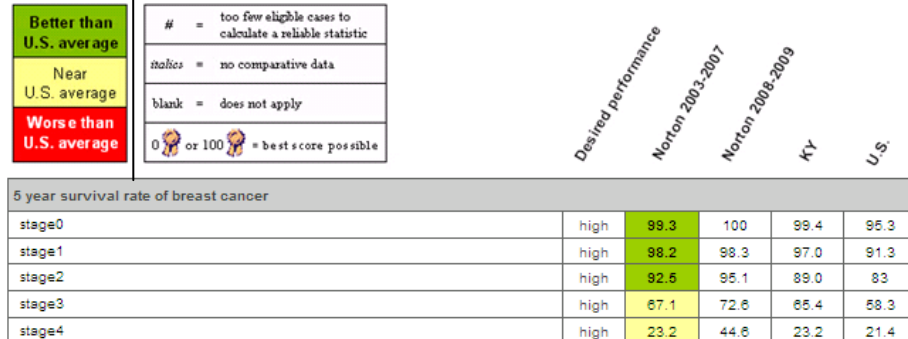 Better than
U.S. average
Near
U.S. average
Worse than
U.S. average
# = too few eligible cases to
calculate a reliable statistic
italics = no comparative data
blank = does not apply
0 or 100 = best score possible
Desired performance
Norton 2003-2007
Norton 2008-2009
KY
U.S.
5 year survival rate of breast cancer
stage0 high 99.3 100 99.4 95.3
stage1 high 98.2 98.3 97.0 91.3
stage2 high 92.5 95.1 89.0 83
stage3 high 67.1 72.6 65.4 58.3
stage4 high 23.2 44.6 23.2 21.4